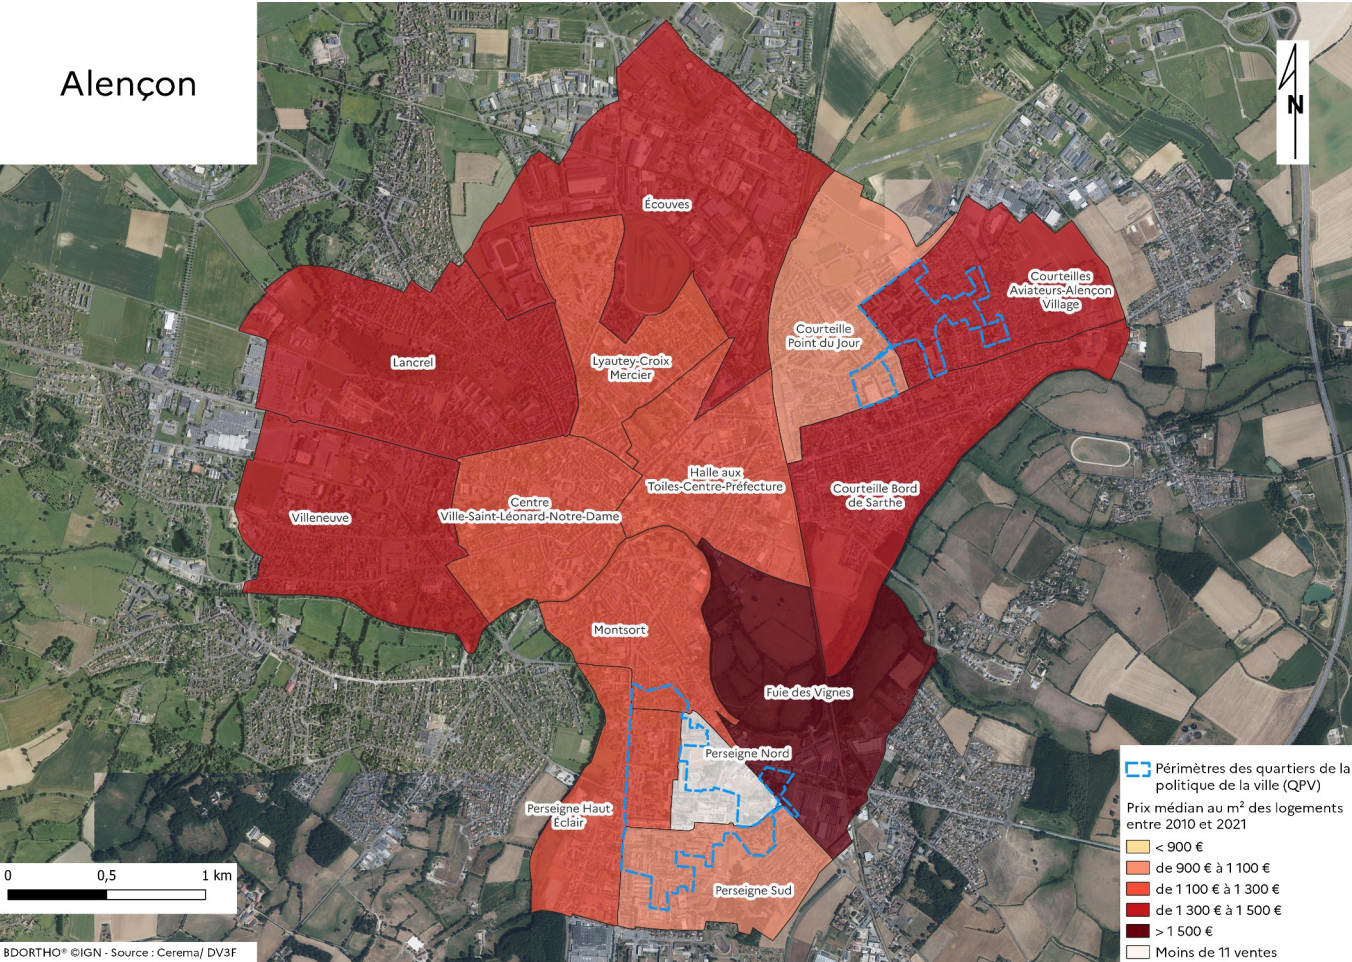 Alençon
N
Écouves
Courteilles
Aviateurs-Alençon
Village
Courteille
Point du Jour
Lancrel
Lyautey-Croix
Mercier
Halle aux
Toiles-Centre-Préfecture
Courteille Bord
de Sarthe
Centre
Ville-Saint-Léonard-Notre-Dame
Villeneuve
Montsort
Fuie des Vignes
Perseigne Nord
Perseigne Haut
Éclair
Perseigne Sud
Périmètres des quartiers de la
politique de la ville (QPV)
Prix médian au m² des logements
entre 2010 et 2021
< 900 €
de 900 € à 1 100 €
de 1 100 € à 1 300 €
de 1 300 € à 1 500 €
> 1 500 €
Moins de 11 ventes
0 0,5 1 km
BDORTHO® ©IGN - Source : Cerema/ DV3F